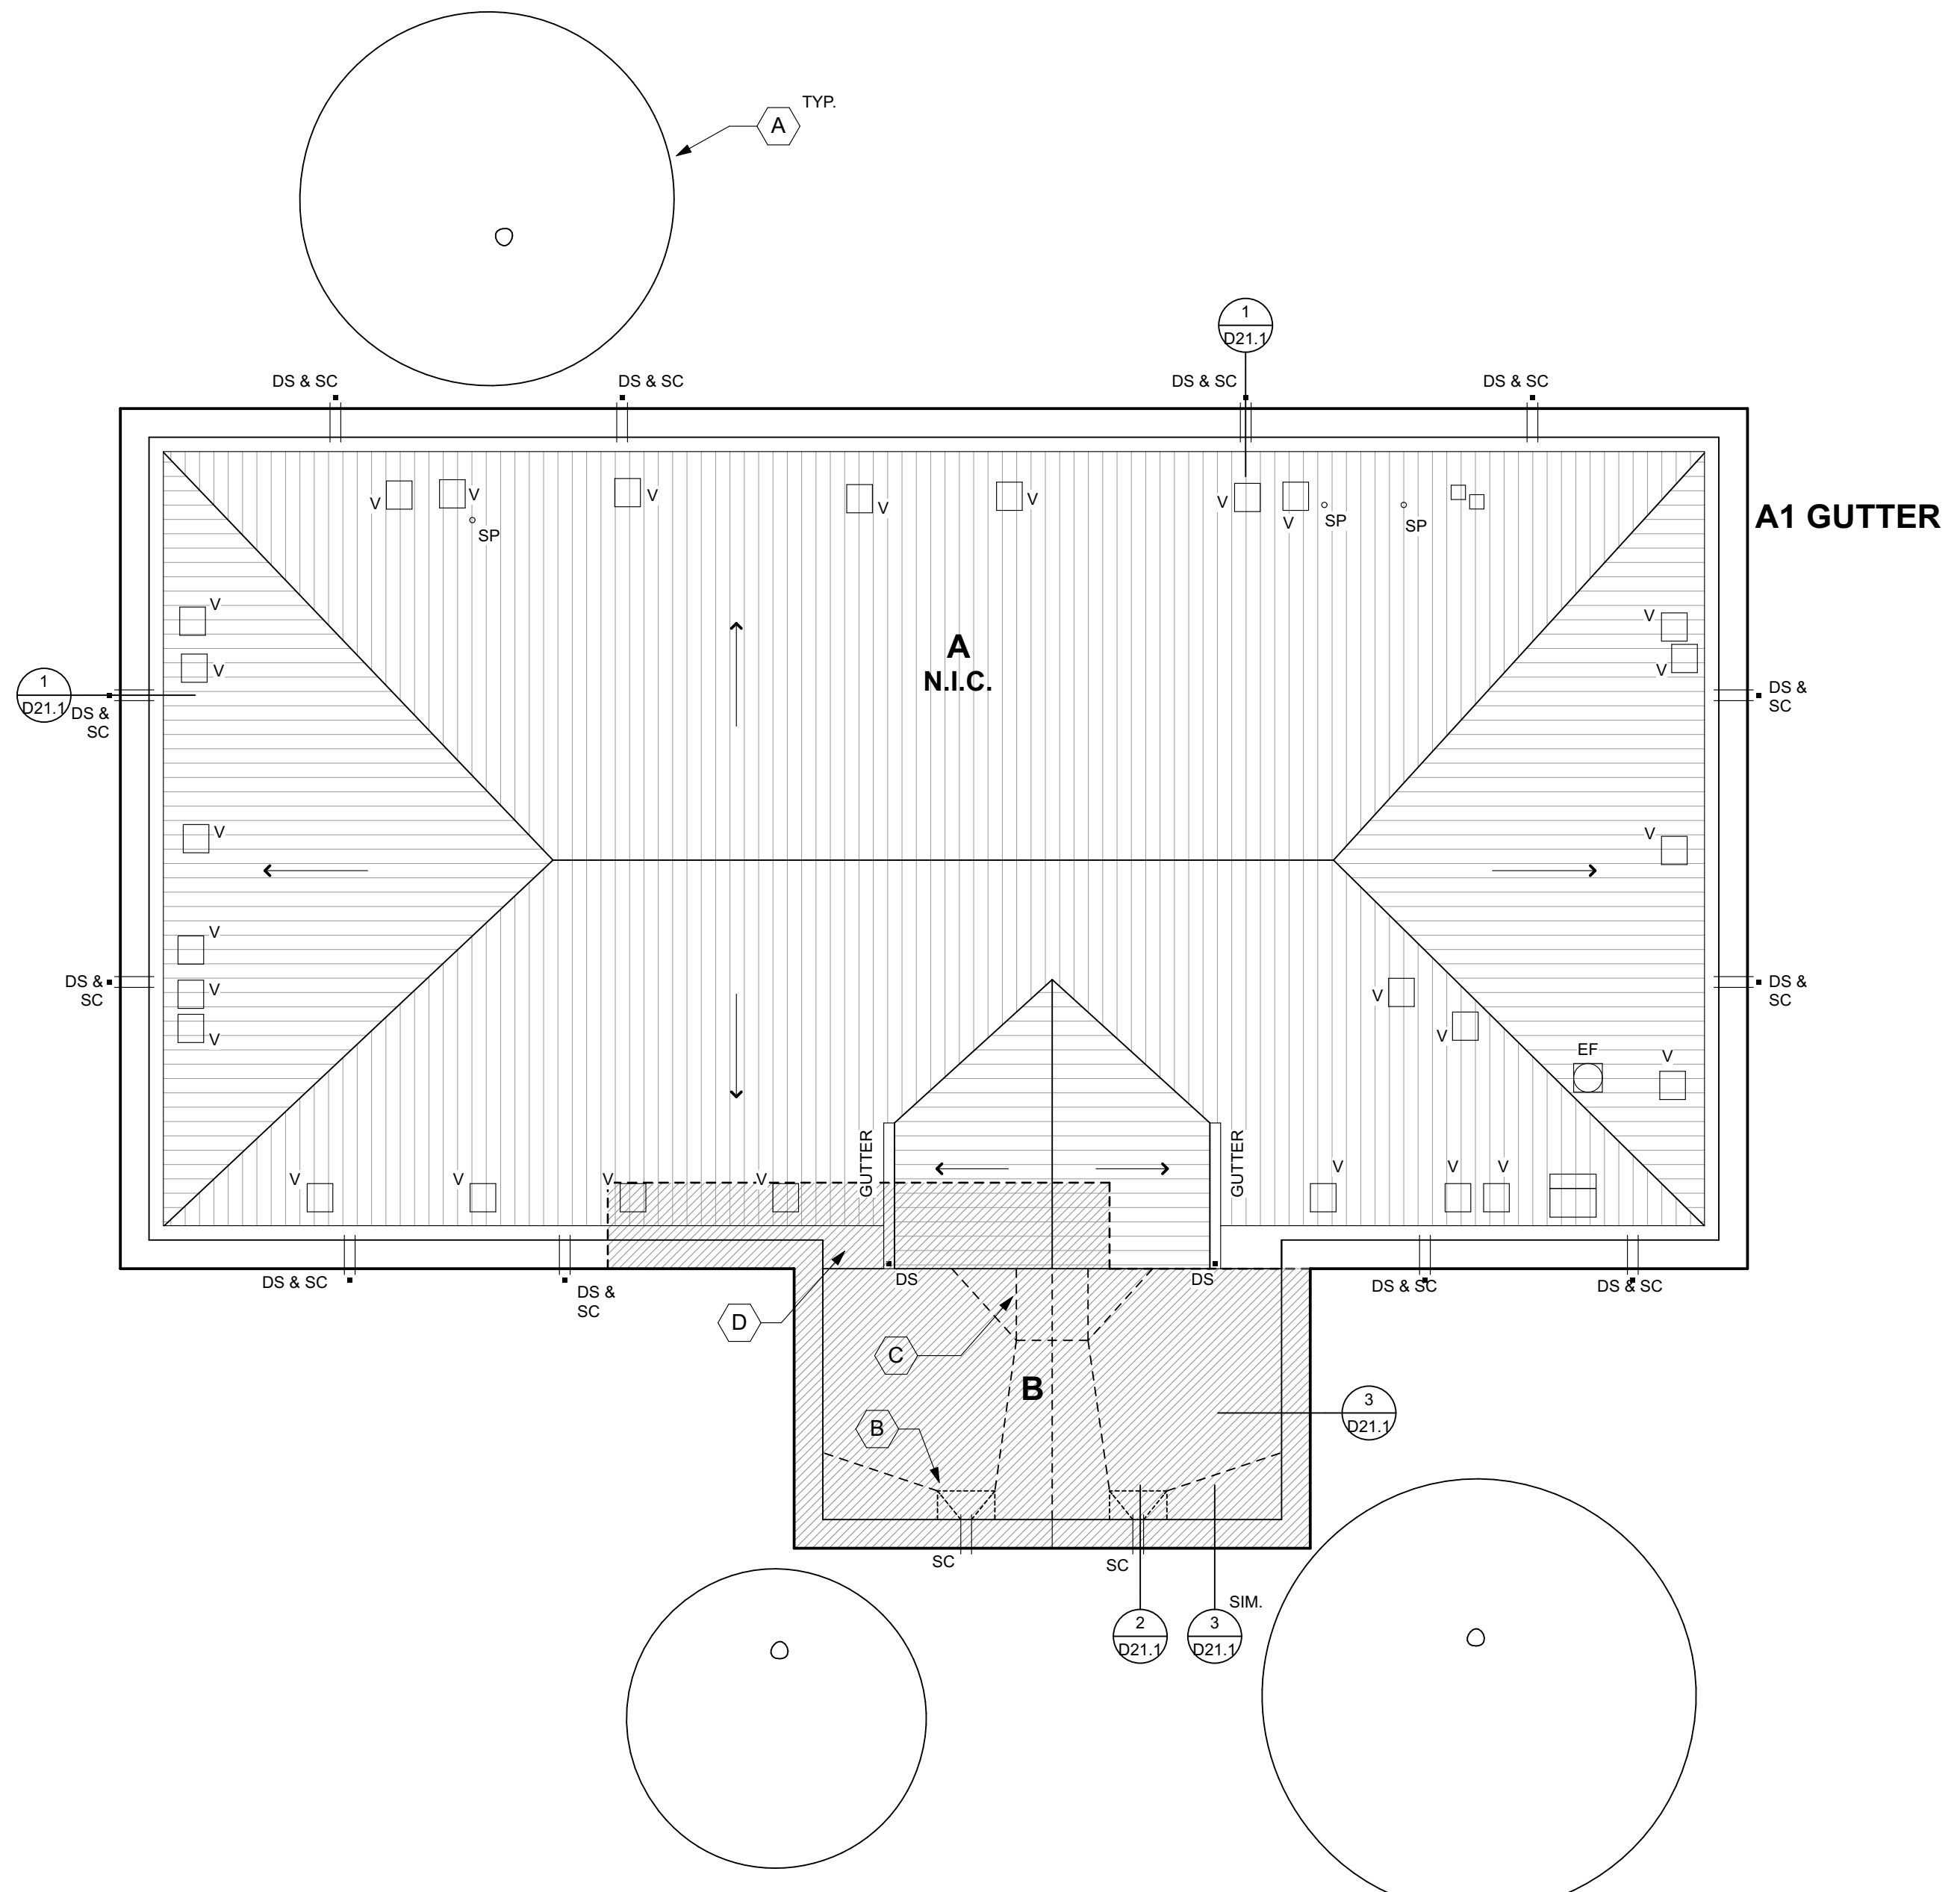 TYP.
A
1
D21.1
DS & SC
DS & SC
DS & SC
DS & SC
V
V
SP
V
V
V
V
V
SP
SP
A1 GUTTER
V
V
A
N.I.C.
V
V
1
D21.1
DS &
SC
DS &
SC
V
V
V
V
V
DS &
SC
DS &
SC
V
V
EF
V
V
V
V
V
GUTTER
GUTTER
V
V
V
DS
DS
DS & SC
DS &
SC
DS & SC
DS & SC
D
C
B
B
3
D21.1
SC
SC
SIM.
2
D21.1
3
D21.1